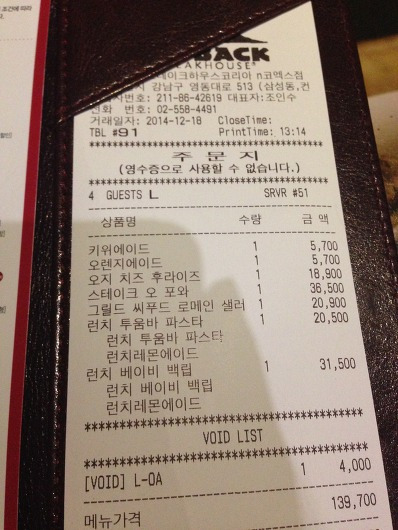 BACK
AKHOUSE®
테이크하우스코리아 n코엑스점
강남구 영동대로 513 (삼성동,컨
번호: 211-86-42619 대표자:조인수
전화 번호: 02-558-4491
거래일자: 2014-12-18 CloseTime:
TBL #91 PrintTime: 13:14
주 문 지
(영수증으로 사용할 수 없습니다.)
4 GUESTS L SRVR #51
상품명 수량 금 액
키위에이드 1 5,700
오렌지에이드 1 5,700
오지 치즈 후라이즈 1 18,900
스테이크 오 포와 1 36,500
그릴드 씨푸드 로메인 샐러 1 20,900
런치 투움바 파스타 1 20,500
런치 투움바 파스타
런치레몬에이드
런치 베이비 백립 1 31,500
런치 베이비 백립
런치레몬에이드
VOID LIST
[VOID] L-OA 1 4,000
메뉴가격 139,700